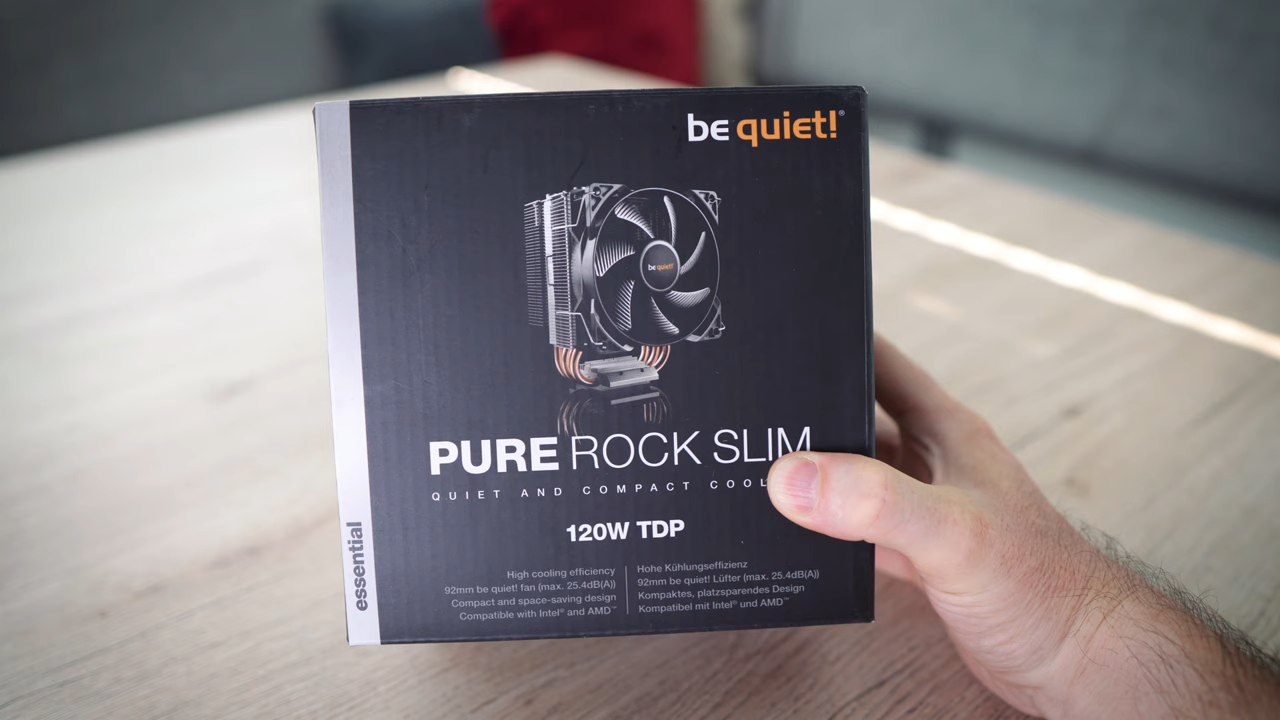 be quiet!®
be quiet!
PURE ROCK SLIM
QUIET AND COMPACT
120W TDP
essential
High cooling efficiency
92mm be quiet! fan (max. 25.4dB(A))
Compact and space-saving design
Compatible with Intel® and AMD™
Hohe Kühlungseffizienz
92mm be quiet! Lüfter (max. 25.4dB(A))
Kompaktes, platzsparendes Design
Kompatibel mit Intel® und AMD™